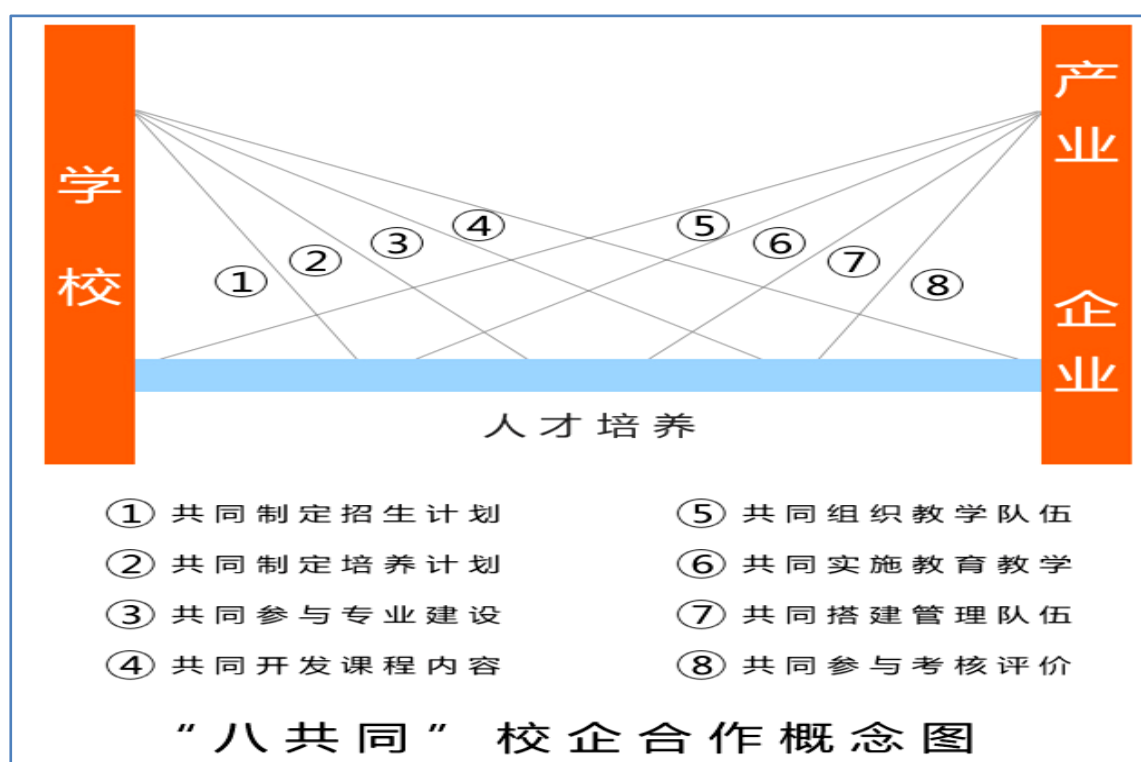 学校
产业 企业
④
⑤
③
⑥
②
⑦
①
⑧
人才培养
① 共同制定招生计划
⑤ 共同组织教学队伍
② 共同制定培养计划
⑥ 共同实施教育教学
③ 共同参与专业建设
⑦ 共同搭建管理队伍
④ 共同开发课程内容
⑧ 共同参与考核评价
“八共同”校企合作概念图